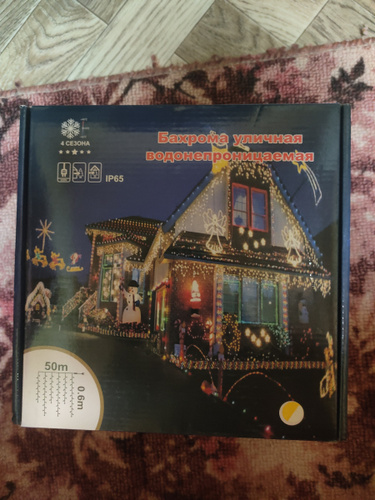 4 СЕЗОНА
Бахрома уличная
водонепроницаемая
IP65
50m
0.6m